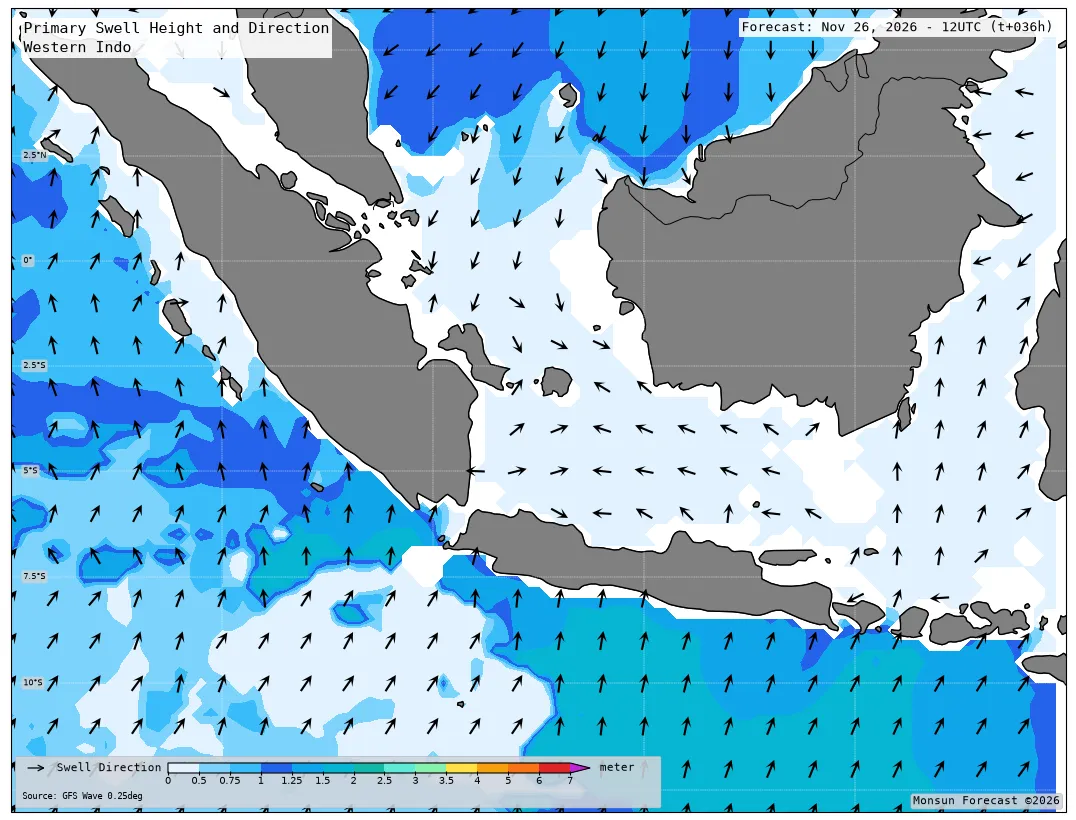 Primary Swell Height and Direction
Western Indo
Forecast: Nov 26, 2026 - 12UTC (t+036h)
2.5°N
0°
2.5°S
5°S
7.5°S
10°S
Swell Direction
0 0.5 0.75 1 1.25 1.5 2 2.5 3 3.5 4 5 6 7
meter
Source: GFS Wave 0.25deg
Monsun Forecast ©2026